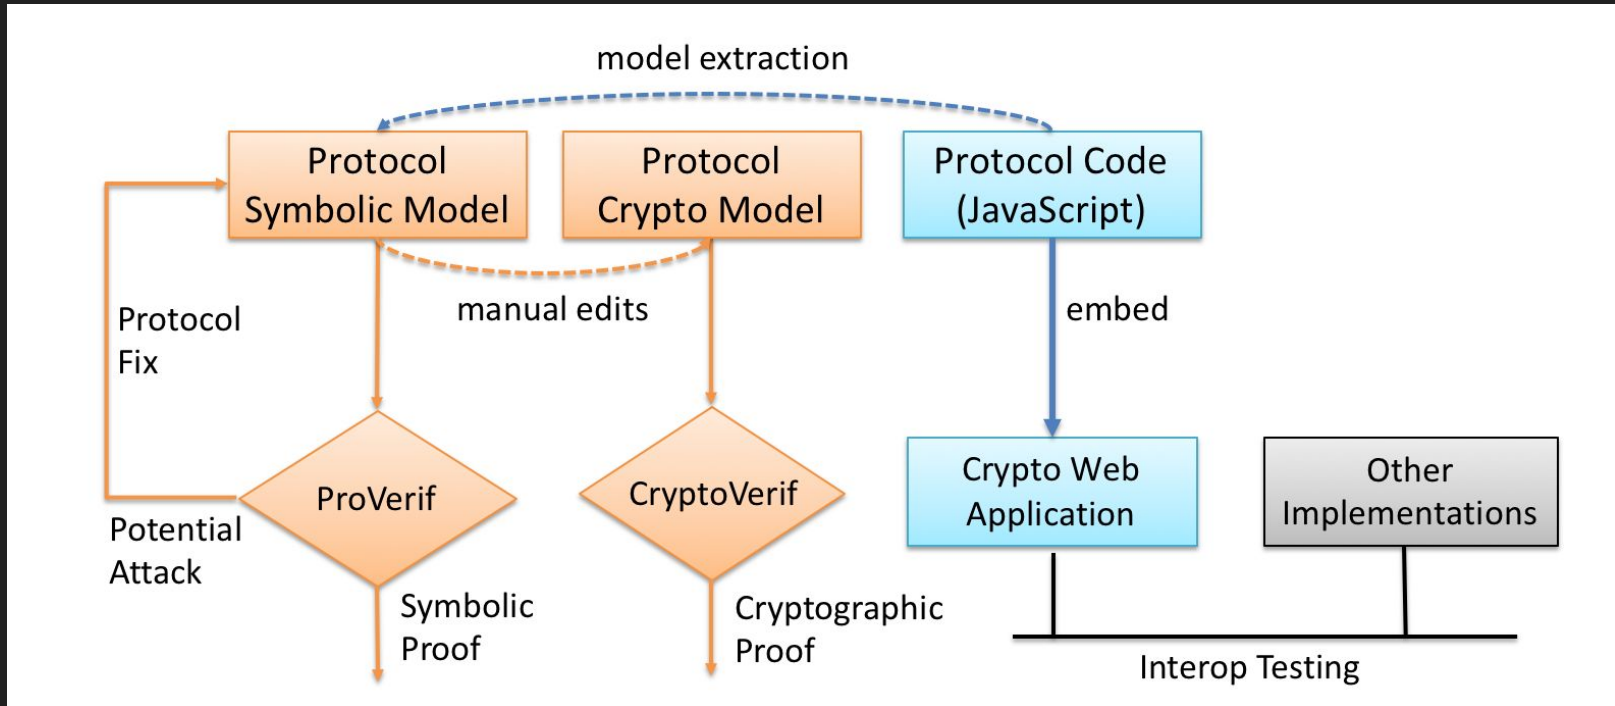 model extraction
Protocol
Symbolic Model
Protocol
Crypto Model
Protocol Code
(JavaScript)
manual edits
embed
Protocol
Fix
ProVerif
CryptoVerif
Crypto Web
Application
Other
Implementations
Potential
Attack
Symbolic
Proof
Cryptographic
Proof
Interop Testing